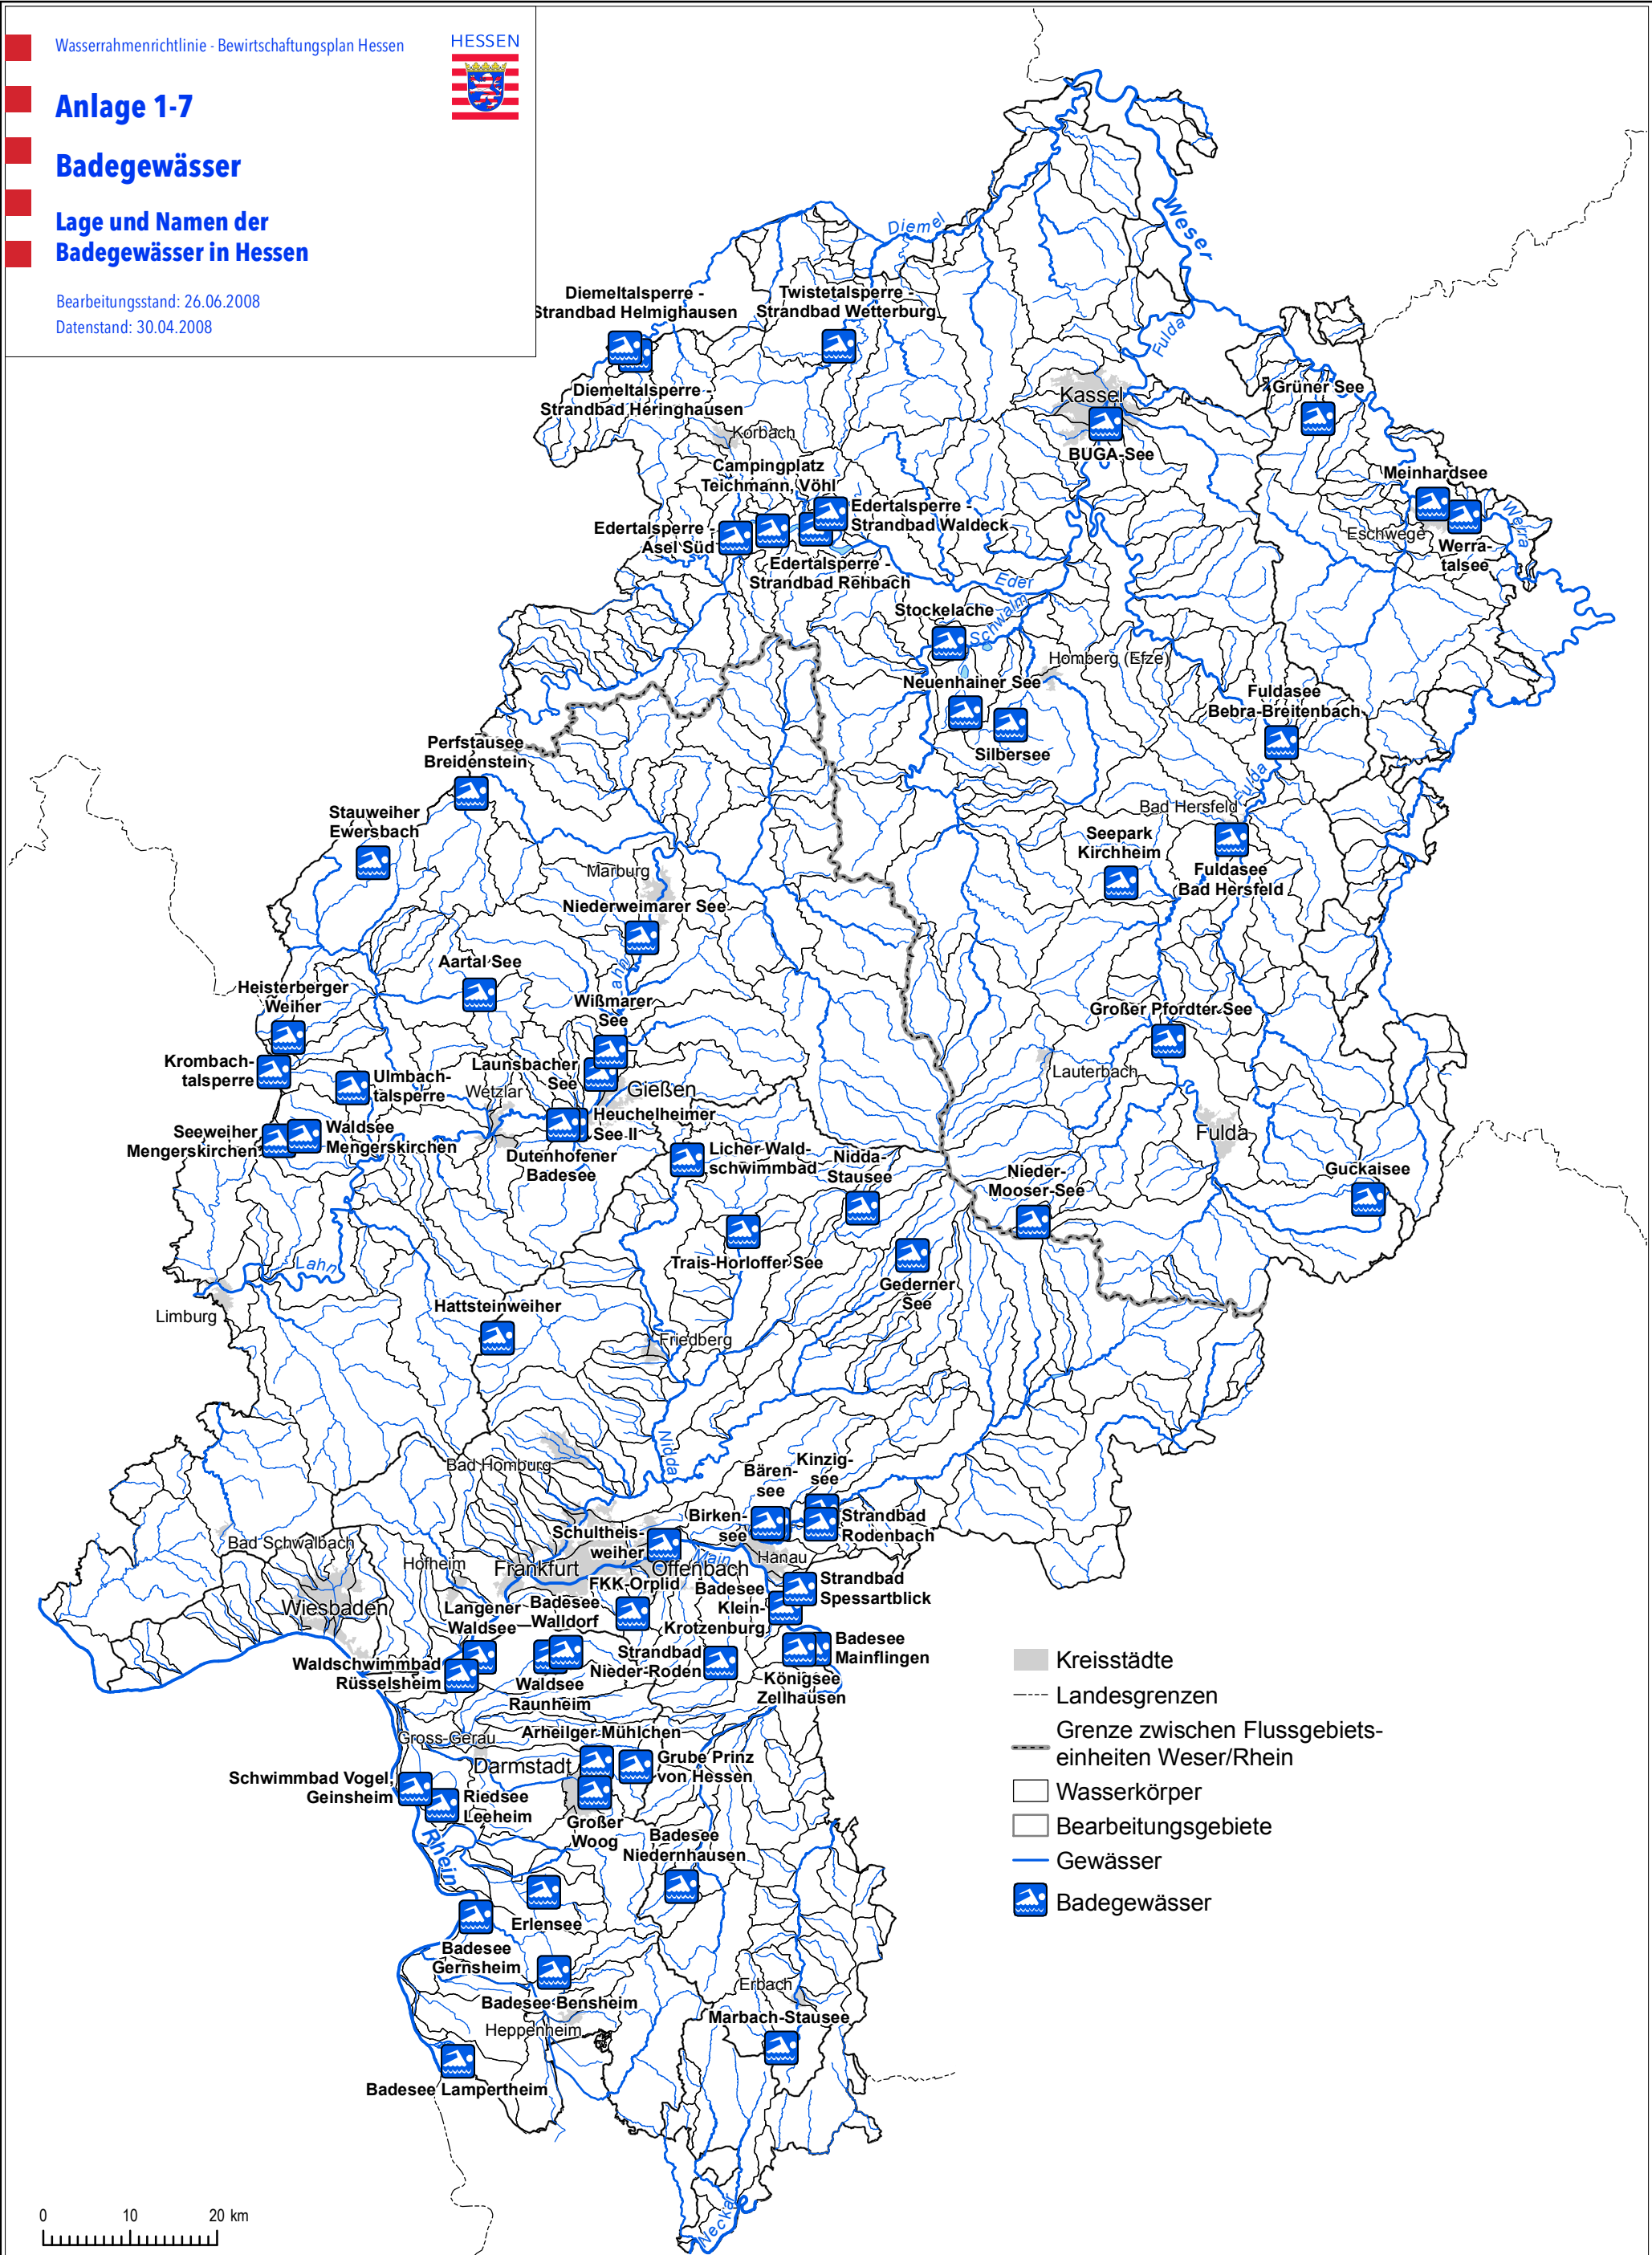 Wasserrahmenrichtlinie - Bewirtschaftungsplan Hessen
HESSEN
Anlage 1-7
Badegewässer
Lage und Namen der
Badegewässer in Hessen
Bearbeitungsstand: 26.06.2008
Datenstand: 30.04.2008
Weser
Diemel
Diemeltalsperre -
Strandbad Helmighausen
Twistetalsperre -
Strandbad Wetterburg
Fulda
Diemeltalsperre -
Strandbad Heringhausen
Kassel
Grüner See
Korbach
BUGA-See
Campingplatz
Teichmann, Vöhl
Meinhardsee
Edertalsperre -
Strandbad Waldeck
Edertalsperre -
Asel Süd
Eschwege
Werra
Werra-
talsee
Edertalsperre -
Strandbad Rehbach
Eder
Stockelache
Schwalm
Homberg (Efze)
Neuenhainer See
Fuldasee
Bebra-Breitenbach
Silbersee
Perfstausee
Breidenstein
Fulda
Bad Hersfeld
Stauweiher
Ewersbach
Seepark
Kirchheim
Fuldasee
Bad Hersfeld
Marburg
Niederweimarer See
Aartal See
Lahn
Heisterberger
Weiher
Wißmarer
See
Großer Pfordter See
Krombach-
talsperre
Launsbacher
See
Ulmbach-
talsperre
Wetzlar
Gießen
Lauterbach
Heuchelheimer
See II
Seeweiher
Mengerskirchen
Waldsee
Mengerskirchen
Fulda
Dutenhofener
Badesee
Licher Wald-
schwimmbad
Nidda-
Stausee
Nieder-
Mooser-See
Guckaisee
Trais-Horloffer See
Lahn
Gederner
See
Limburg
Hattsteinweiher
Friedberg
Nidda
Bad Homburg
Kinzig-
see
Bären-
see
Birken-
see
Strandbad
Rodenbach
Bad Schwalbach
Schultheis-
weiher
Hofheim
Frankfurt
Main
Offenbach
Hanau
FKK-Orplid
Badesee
Klein-
Krotzenburg
Strandbad
Spessartblick
Wiesbaden
Langener
Waldsee
Badesee
Walldorf
Badesee
Mainflingen
Waldschwimmbad
Rüsselsheim
Strandbad
Nieder-Roden
Waldsee
Raunheim
Königsee
Zellhausen
Kreisstädte
Landesgrenzen
Grenze zwischen Flussgebiets-
einheiten Weser/Rhein
Wasserkörper
Bearbeitungsgebiete
Gewässer
Badegewässer
Arheilger Mühlchen
Gross-Gerau
Darmstadt
Grube Prinz
von Hessen
Schwimmbad Vogel,
Geinsheim
Riedsee
Leeheim
Großer
Woog
Badesee
Niedernhausen
Rhein
Erlensee
Badesee
Gernsheim
Erbach
Badesee Bensheim
Marbach-Stausee
Heppenheim
Badesee Lampertheim
Neckar
0 10 20 km